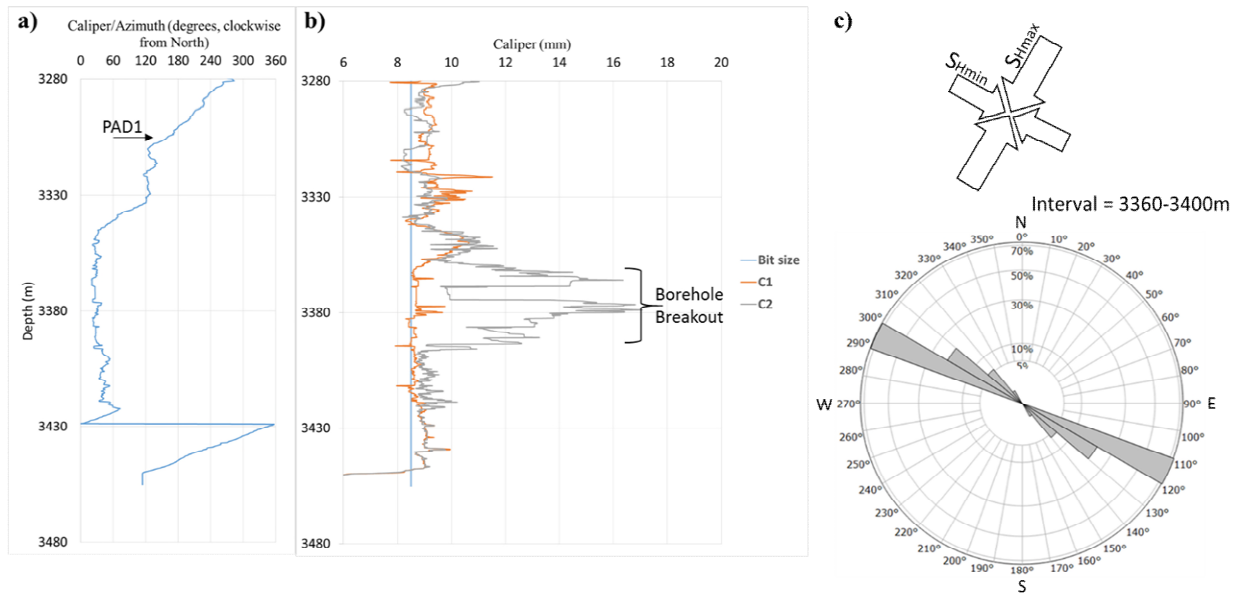 a)
Caliper/Azimuth (degrees, clockwise
from North)
0 60 120 180 240 300 360
3280
3330
3380
3430
3480
Depth (m)
PAD1
b)
Caliper (mm)
6 8 10 12 14 16 18 20
3280
3330
3380
3430
3480
Borehole
Breakout
Bit size
C1
C2
c)
SHmin
SHmax
Interval = 3360-3400m
N
0°
10°
20°
30°
40°
50°
60°
70°
80°
90°
E
100°
110°
120°
130°
140°
150°
160°
170°
180°
S
190°
200°
210°
220°
230°
240°
250°
260°
270°
W
280°
290°
300°
310°
320°
330°
340°
350°
70%
50%
30%
10%
5%